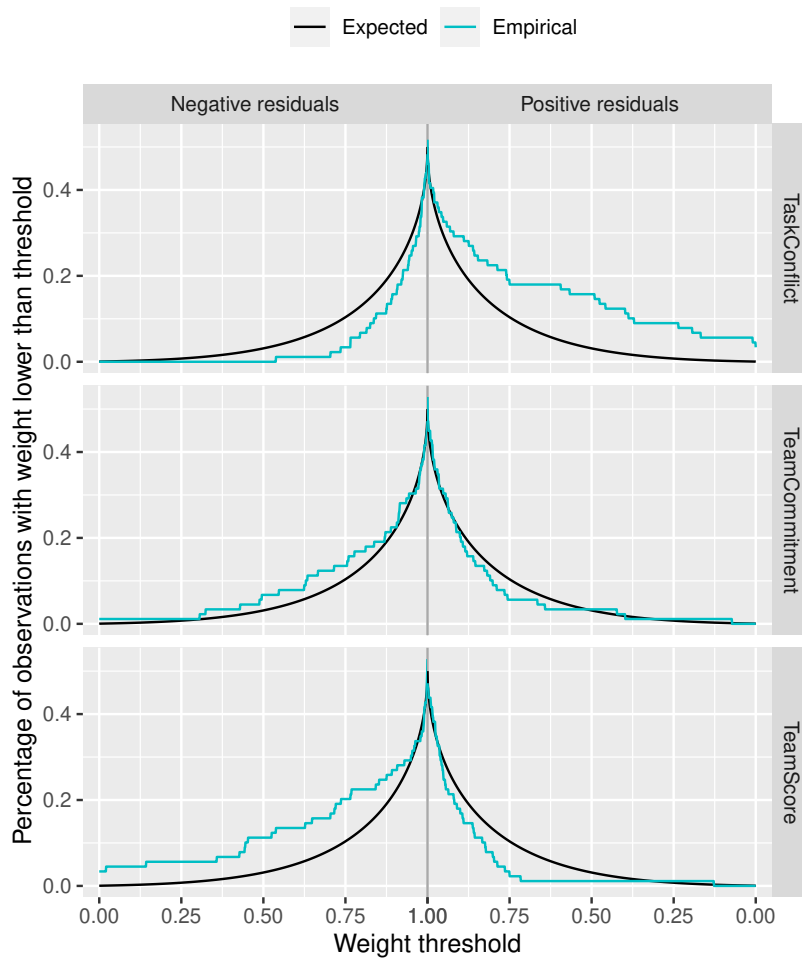 Expected Empirical
Negative residuals Positive residuals
Percentage of observations with weight lower than threshold
0.4
0.2
0.0
TaskConflict
0.4
0.2
0.0
TeamCommitment
0.4
0.2
0.0
TeamScore
0.00 0.25 0.50 0.75 1.00 0.75 0.50 0.25 0.00
Weight threshold